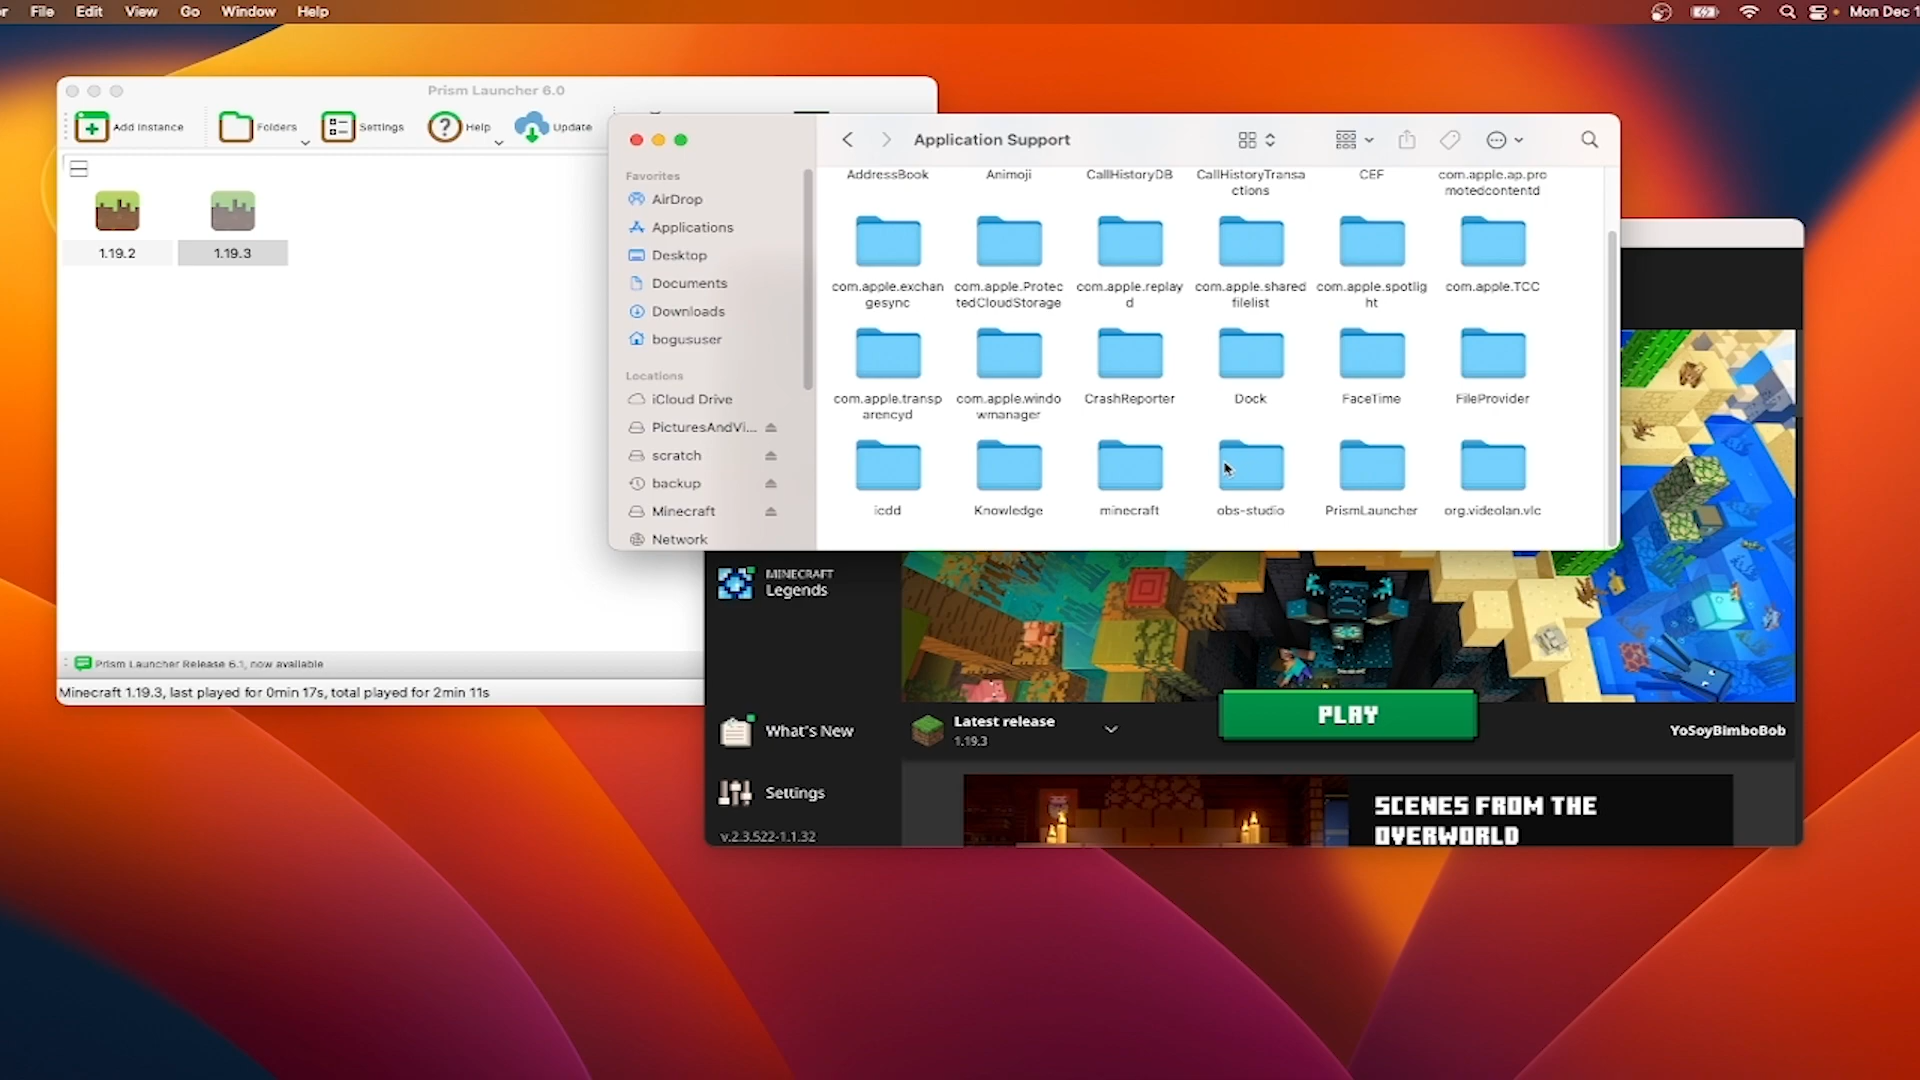 File Edit View Go Window Help
Mon Dec 1
Prism Launcher 6.0
Add Instance
Folders
Settings
Help
Update
1.19.2
1.19.3
Prism Launcher Release 6.1, now available
Minecraft 1.19.3, last played for 0min 17s, total played for 2min 11s
Favorites
AirDrop
Applications
Desktop
Documents
Downloads
bogususer
Locations
iCloud Drive
PicturesAndVi...
scratch
backup
Minecraft
Network
Application Support
AddressBook
Animoji
CallHistoryDB
CallHistoryTransa
ctions
CEF
com.apple.ap.pro
motedcontentd
com.apple.exchan
gesync
com.apple.Protec
tedCloudStorage
com.apple.replay
d
com.apple.shared
filelist
com.apple.spotlig
ht
com.apple.TCC
com.apple.transp
arencyd
com.apple.windo
wmanager
CrashReporter
Dock
FaceTime
FileProvider
icdd
Knowledge
minecraft
obs-studio
PrismLauncher
org.videolan.vlc
MINECRAFT
Legends
What's New
Settings
v.2.3.522-1.1.32
Latest release
1.19.3
PLAY
YoSoyBimboBob
SCENES FROM THE
OVERWORLD